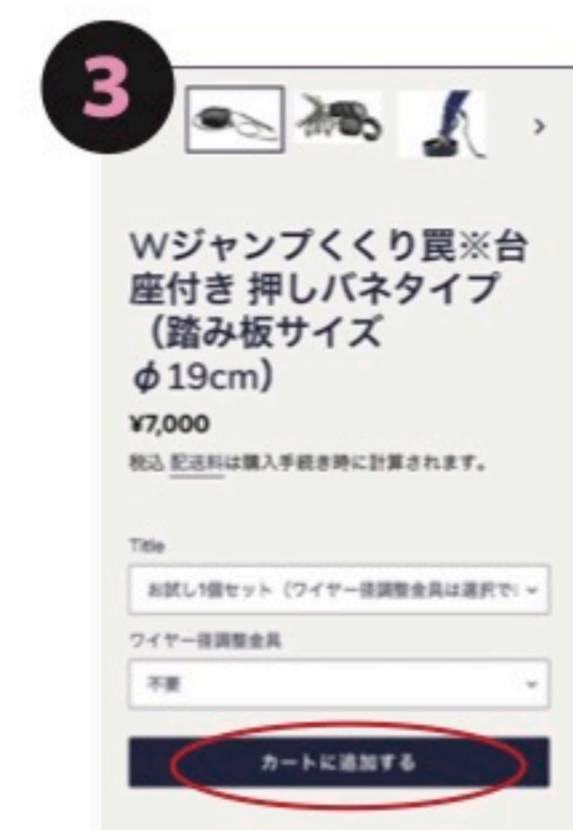 3
Wジャンプくくり罠※台
座付き 押しバネタイプ
（踏み板サイズ
φ19cm）
¥7,000
税込 配送料は購入手続き時に計算されます。
Title
お試し1個セット（ワイヤー径調整金具は選択で
ワイヤー径調整金具
不要
カートに追加する